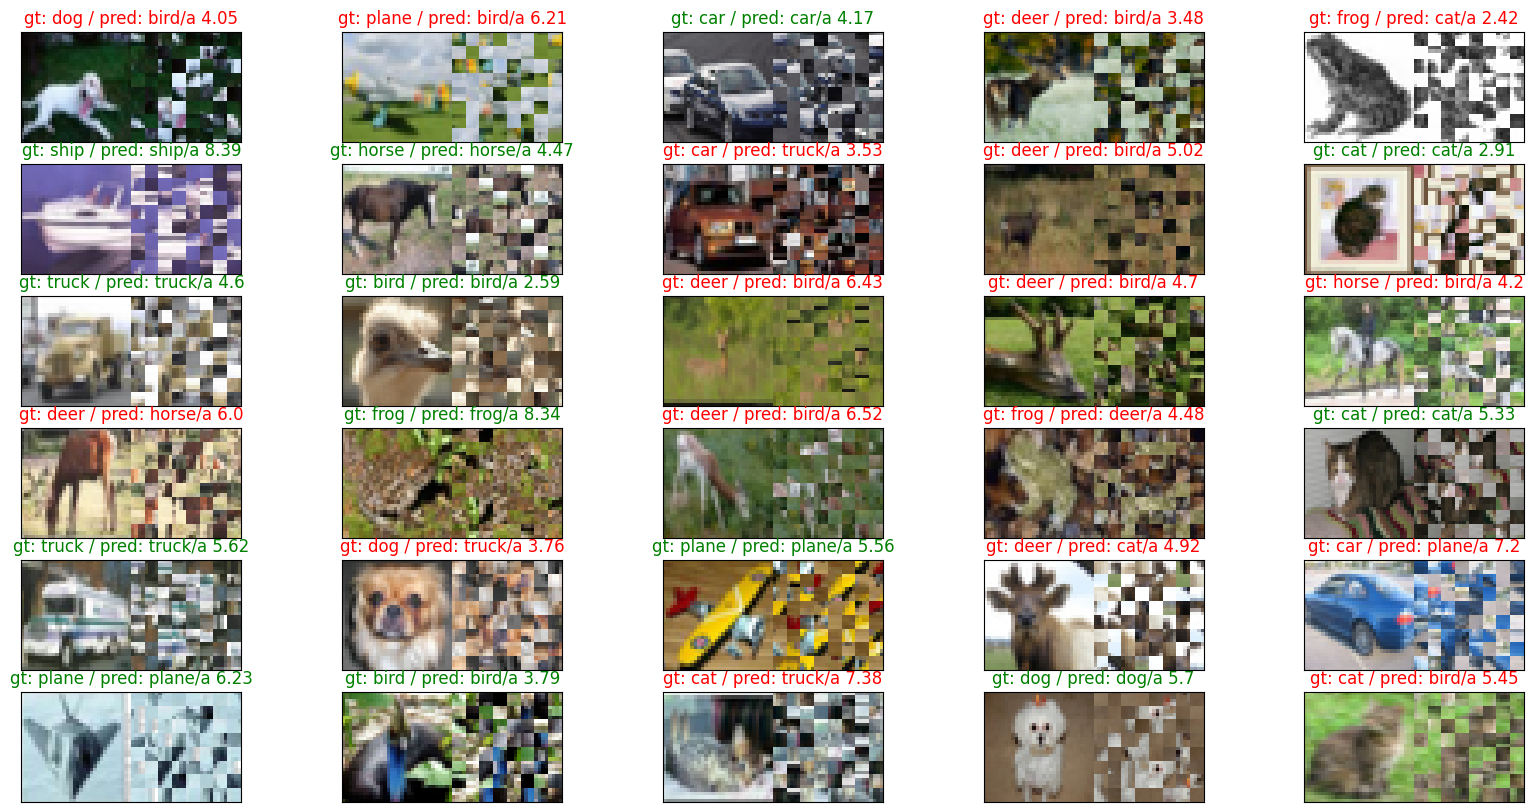 gt: dog / pred: bird/a 4.05
gt: plane / pred: bird/a 6.21
gt: car / pred: car/a 4.17
gt: deer / pred: bird/a 3.48
gt: frog / pred: cat/a 2.42
gt: ship / pred: ship/a 8.39
gt: horse / pred: horse/a 4.47
gt: car / pred: truck/a 3.53
gt: deer / pred: bird/a 5.02
gt: cat / pred: cat/a 2.91
gt: truck / pred: truck/a 4.6
gt: bird / pred: bird/a 2.59
gt: deer / pred: bird/a 6.43
gt: deer / pred: bird/a 4.7
gt: horse / pred: bird/a 4.2
gt: deer / pred: horse/a 6.0
gt: frog / pred: frog/a 8.34
gt: deer / pred: bird/a 6.52
gt: frog / pred: deer/a 4.48
gt: cat / pred: cat/a 5.33
gt: truck / pred: truck/a 5.62
gt: dog / pred: truck/a 3.76
gt: plane / pred: plane/a 5.56
gt: deer / pred: cat/a 4.92
gt: car / pred: plane/a 7.2
gt: plane / pred: plane/a 6.23
gt: bird / pred: bird/a 3.79
gt: cat / pred: truck/a 7.38
gt: dog / pred: dog/a 5.7
gt: cat / pred: bird/a 5.45